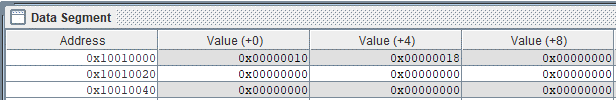 Data Segment
Address Value (+0) Value (+4) Value (+8)
0x10010000 0x00000010 0x00000018 0x00000000
0x10010020 0x00000000 0x00000000 0x00000000
0x10010040 0x00000000 0x00000000 0x00000000